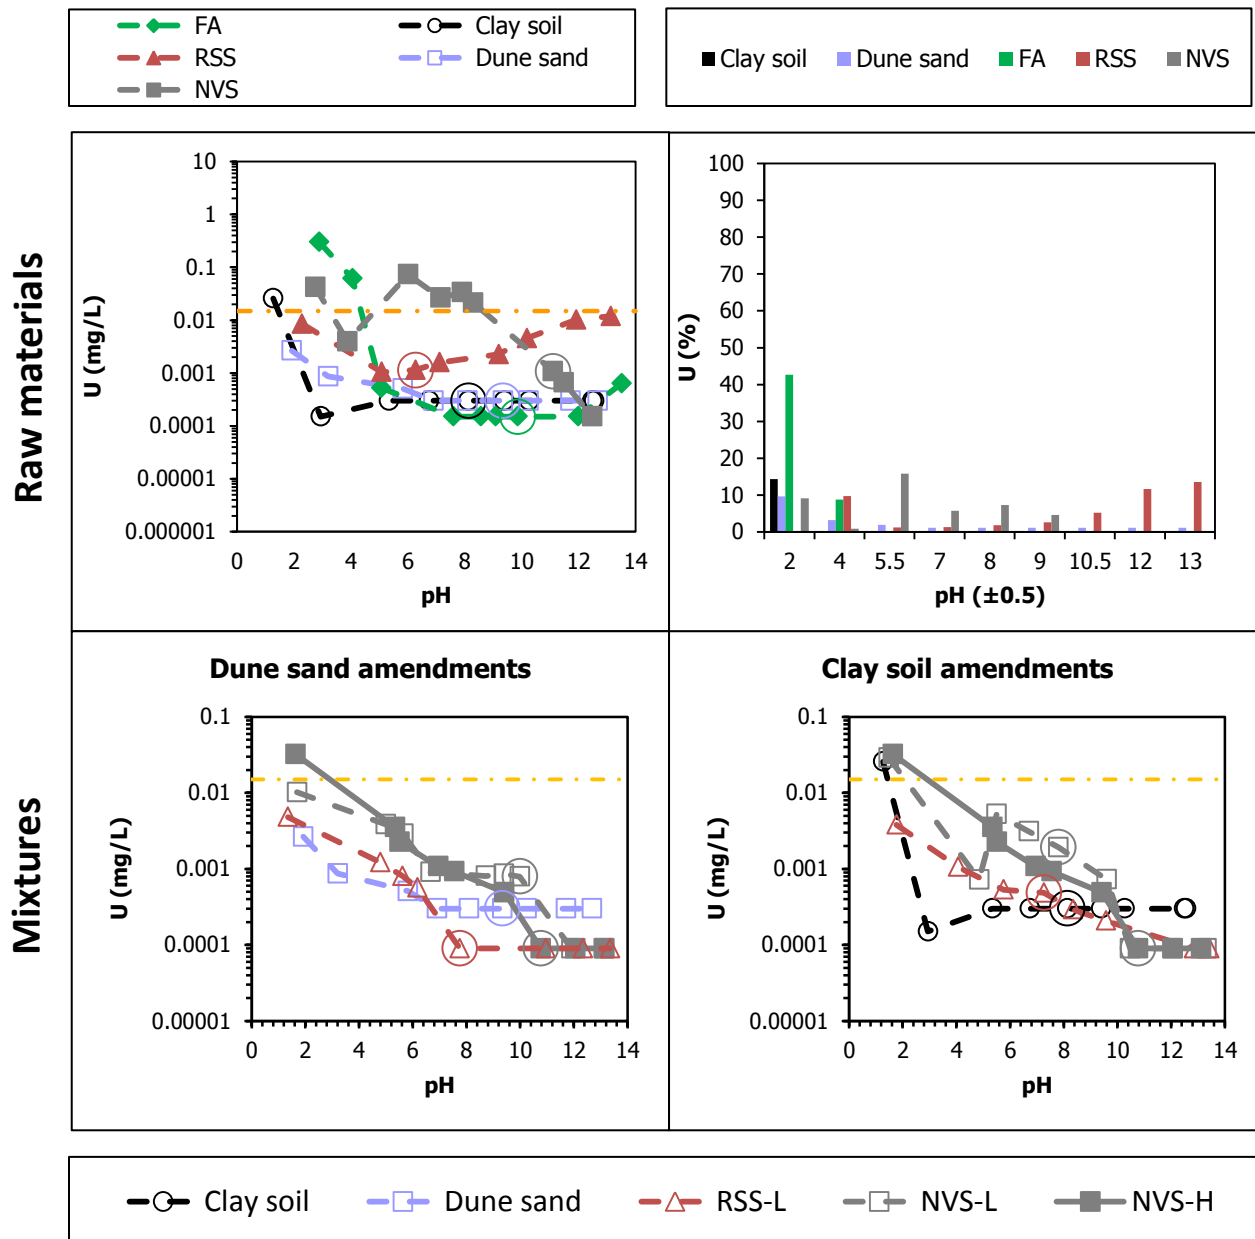 FA
Clay soil
RSS
Dune sand
NVS
Clay soil Dune sand FA RSS NVS
Raw materials
U (mg/L)
10
1
0.1
0.01
0.001
0.0001
0.00001
0.000001
0 2 4 6 8 10 12 14
pH
U (%)
100
90
80
70
60
50
40
30
20
10
0
2 4 5.5 7 8 9 10.5 12 13
pH (±0.5)
Mixtures
Dune sand amendments
U (mg/L)
0.1
0.01
0.001
0.0001
0.00001
0 2 4 6 8 10 12 14
pH
Clay soil amendments
U (mg/L)
0.1
0.01
0.001
0.0001
0.00001
0 2 4 6 8 10 12 14
pH
Clay soil Dune sand RSS-L NVS-L NVS-H